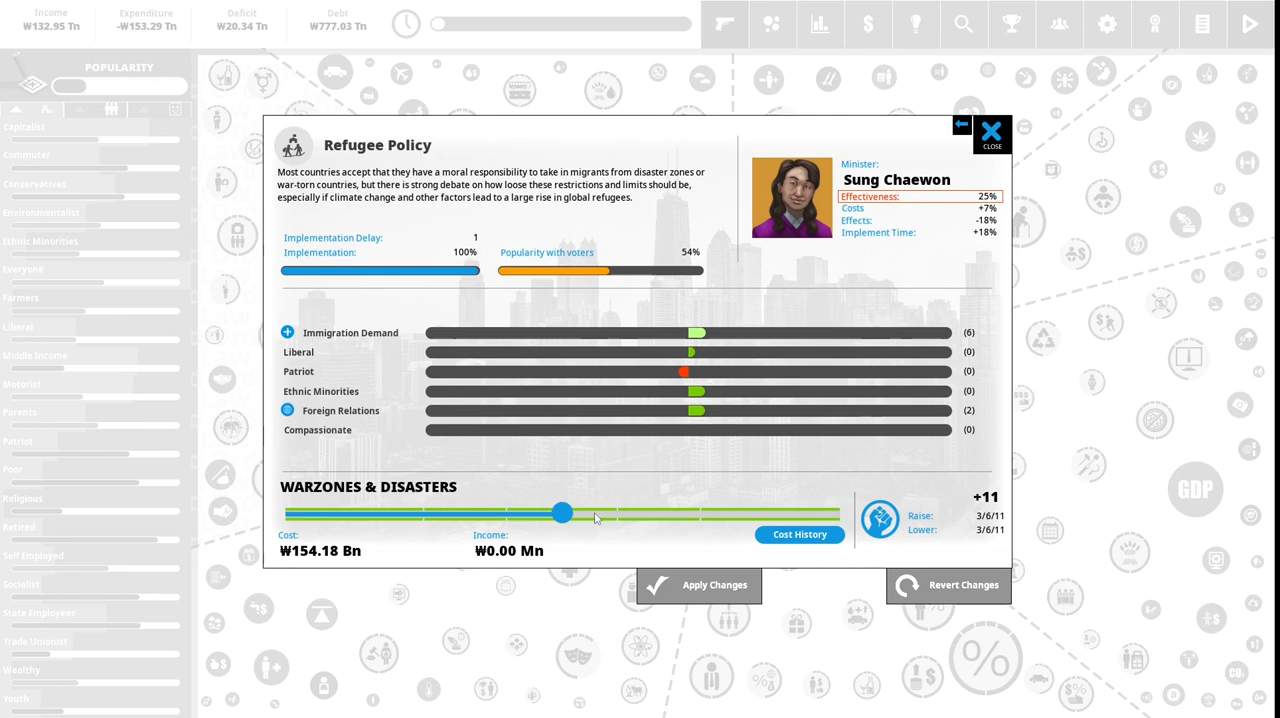 Income
Expenditure
Deficit
Debt
₩132.95 Tn
-₩153.29 Tn
₩20.34 Tn
₩777.03 Tn
POPULARITY
Capitalist
Commuter
Conservatives
Environmentalist
Ethnic Minorities
Everyone
Farmers
Liberal
Middle Income
Motorist
Parents
Patriot
Poor
Religious
Retired
Self Employed
Socialist
State Employees
Trade Unionist
Wealthy
Youth
Refugee Policy
Most countries accept that they have a moral responsibility to take in migrants from disaster zones or
war-torn countries, but there is strong debate on how loose these restrictions and limits should be,
especially if climate change and other factors lead to a large rise in global refugees.
Implementation Delay: 1
Implementation: 100%
Popularity with voters 54%
CLOSE
Minister:
Sung Chaewon
Effectiveness: 25%
Costs +7%
Effects: -18%
Implement Time: +18%
Immigration Demand (6)
Liberal (0)
Patriot (0)
Ethnic Minorities (0)
Foreign Relations (2)
Compassionate (0)
WARZONES & DISASTERS
Cost:
₩154.18 Bn
Income:
₩0.00 Mn
Cost History
+11
Raise: 3/6/11
Lower: 3/6/11
Apply Changes
Revert Changes
GDP
%
CO₂